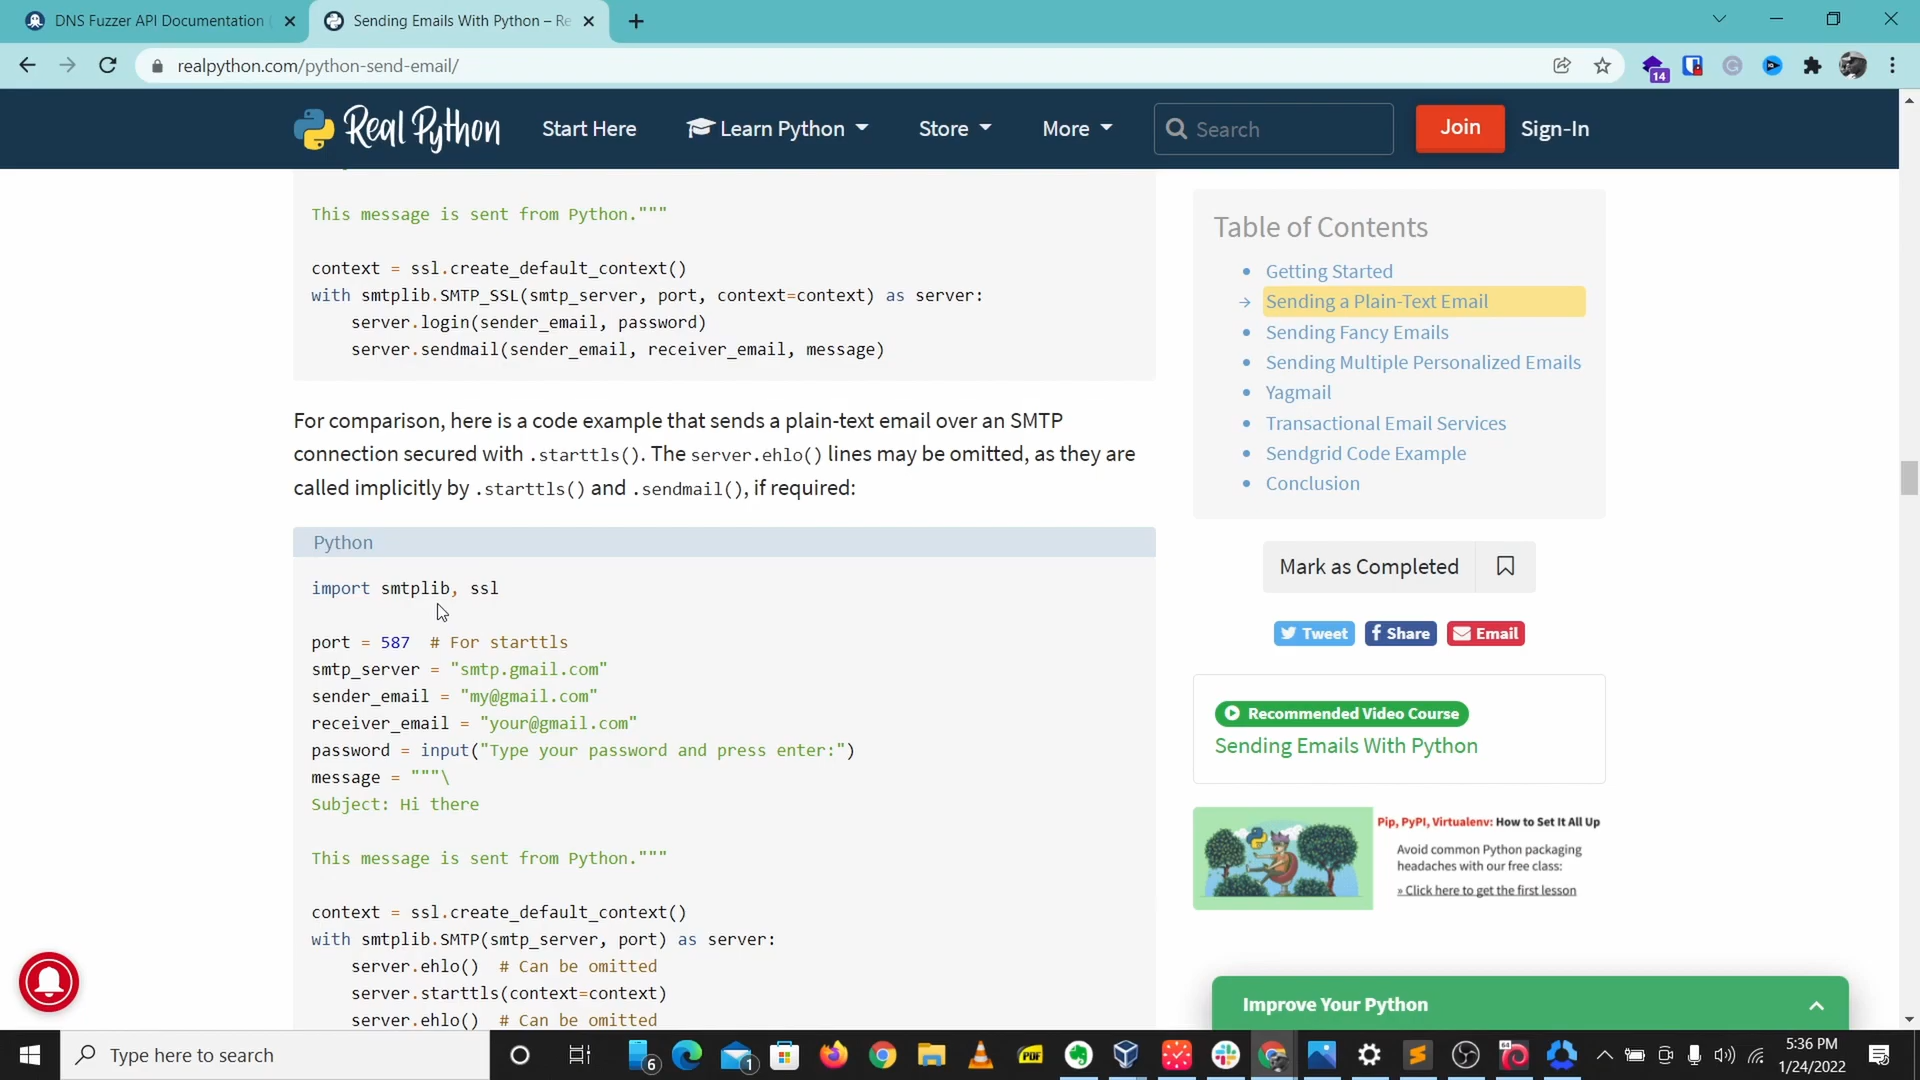 DNS Fuzzer API Documentation
Sending Emails With Python – Re
realpython.com/python-send-email/
14
Real Python
Start Here
Learn Python
Store
More
Search
Join
Sign-In
This message is sent from Python."""
context = ssl.create_default_context()
with smtplib.SMTP_SSL(smtp_server, port, context=context) as server:
server.login(sender_email, password)
server.sendmail(sender_email, receiver_email, message)
For comparison, here is a code example that sends a plain-text email over an SMTP
connection secured with .starttls(). The server.ehlo() lines may be omitted, as they are
called implicitly by .starttls() and .sendmail(), if required:
Python
import smtplib, ssl
port = 587 # For starttls
smtp_server = "smtp.gmail.com"
sender_email = "my@gmail.com"
receiver_email = "your@gmail.com"
password = input("Type your password and press enter:")
message = """\
Subject: Hi there
This message is sent from Python."""
context = ssl.create_default_context()
with smtplib.SMTP(smtp_server, port) as server:
server.ehlo() # Can be omitted
server.starttls(context=context)
server.ehlo() # Can be omitted
Table of Contents
Getting Started
→ Sending a Plain-Text Email
Sending Fancy Emails
Sending Multiple Personalized Emails
Yagmail
Transactional Email Services
Sendgrid Code Example
Conclusion
Mark as Completed
Tweet
Share
Email
Recommended Video Course
Sending Emails With Python
Pip, PyPI, Virtualenv: How to Set It All Up
Avoid common Python packaging
headaches with our free class:
» Click here to get the first lesson
Improve Your Python
Type here to search
6
1
PDF
64
5:36 PM
1/24/2022